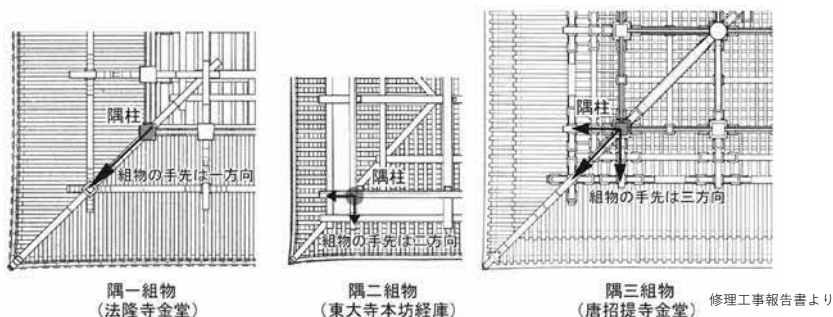 隅柱
組物の手先は一方向
隅一組物
(法隆寺金堂)
隅柱
組物の手先は二方向
隅二組物
(東大寺本坊経庫)
隅柱
組物の手先は三方向
隅三組物
(唐招提寺金堂)
修理工事報告書より